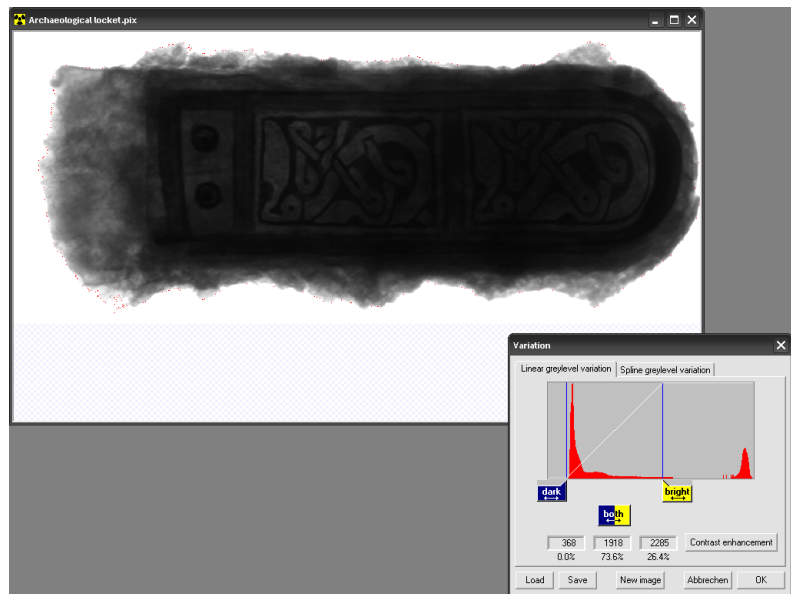 Archaeological locket.pix
Variation
Linear greylevel variation Spline greylevel variation
dark bright
both
368 1918 2285 Contrast enhancement
0.0% 73.6% 26.4%
Load Save New image Abbrechen OK